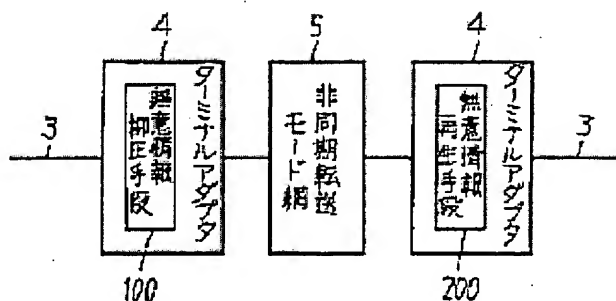 4
5
4
3
ターミナルアダプタ
無意情報
抑圧手段
非同期転送
モード網
ターミナルアダプタ
無意情報
再生手段
3
100
200